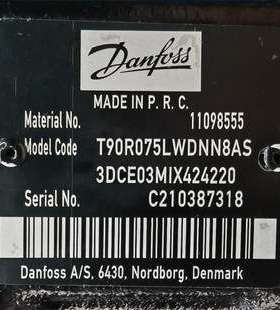 Danfoss
MADE IN P. R. C.
Material No. 11098555
Model Code T90R075LWDNN8AS
3DCE03MIX424220
Serial No. C210387318
Danfoss A/S, 6430, Nordborg, Denmark